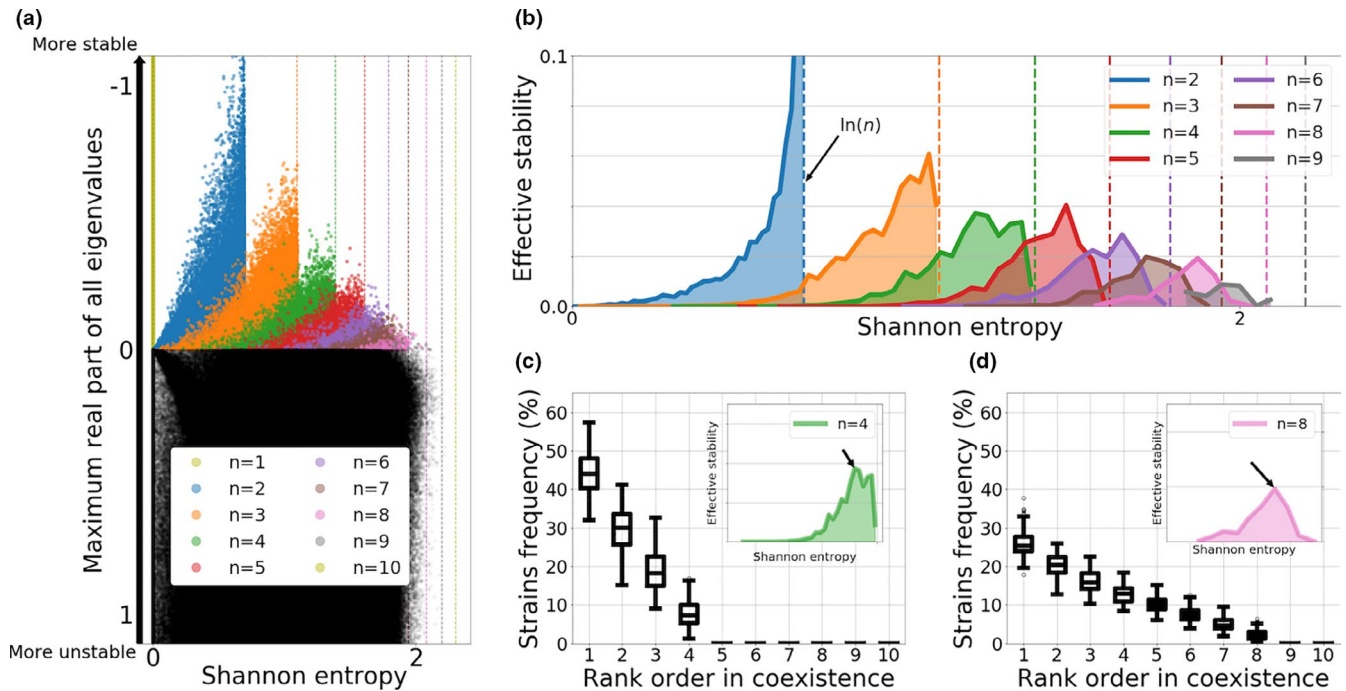 (a)
More stable
-1
0
1
More unstable
Maximum real part of all eigenvalues
n=1
n=2
n=3
n=4
n=5
n=6
n=7
n=8
n=9
n=10
0
2
Shannon entropy
(b)
0.1
0.0
Effective stability
ln(n)
n=2
n=3
n=4
n=5
n=6
n=7
n=8
n=9
0
2
Shannon entropy
(c)
60
50
40
30
20
10
0
Strains frequency (%)
n=4
Effective stability
Shannon entropy
1 2 3 4 5 6 7 8 9 10
Rank order in coexistence
(d)
60
50
40
30
20
10
0
Strains frequency (%)
n=8
Effective stability
Shannon entropy
1 2 3 4 5 6 7 8 9 10
Rank order in coexistence